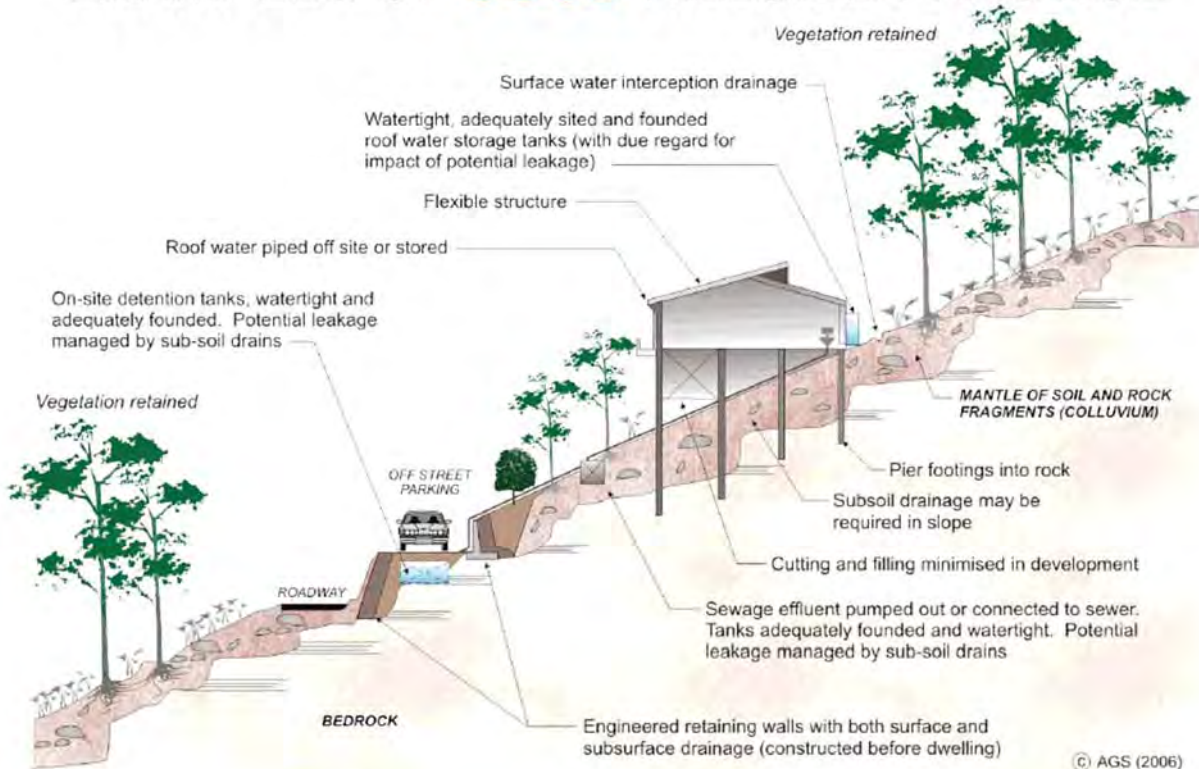 Vegetation retained
Surface water interception drainage
Watertight, adequately sited and founded
roof water storage tanks (with due regard for
impact of potential leakage)
Flexible structure
Roof water piped off site or stored
On-site detention tanks, watertight and
adequately founded. Potential leakage
managed by sub-soil drains
Vegetation retained
MANTLE OF SOIL AND ROCK
FRAGMENTS (COLLUVIUM)
OFF STREET
PARKING
Pier footings into rock
Subsoil drainage may be
required in slope
Cutting and filling minimised in development
ROADWAY
Sewage effluent pumped out or connected to sewer.
Tanks adequately founded and watertight. Potential
leakage managed by sub-soil drains
BEDROCK
Engineered retaining walls with both surface and
subsurface drainage (constructed before dwelling)
© AGS (2006)